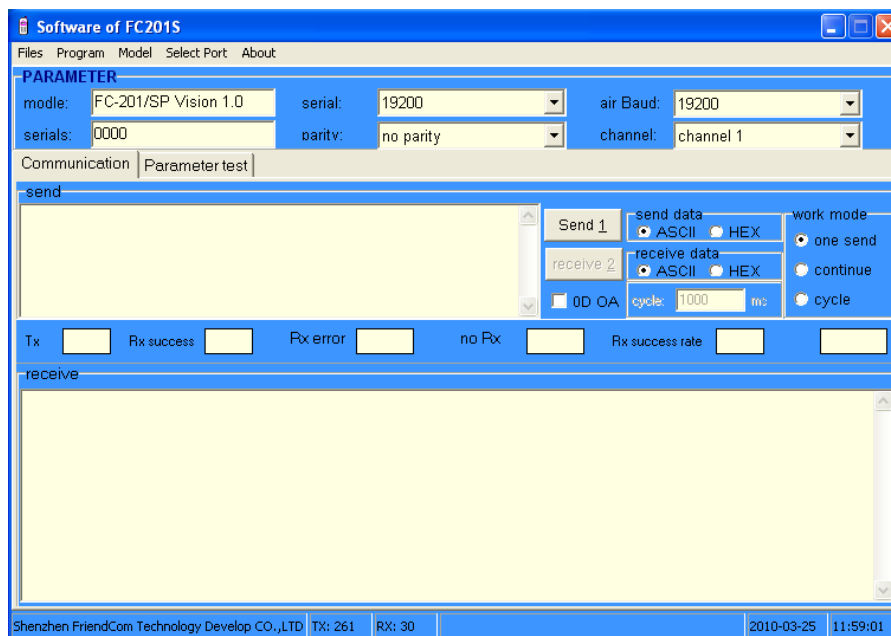 Software of FC201S
Files Program Model Select Port About
PARAMETER
modle: FC-201/SP Vision 1.0 serial: 19200 air Baud: 19200
serials: 0000 parity: no parity channel: channel 1
Communication Parameter test
send
Send 1 send data ASCII HEX work mode
one send
receive 2 receive data ASCII HEX continue
0D OA cycle: 1000 ms cycle
Tx Rx success Rx error no Rx Rx success rate
receive
Shenzhen FriendCom Technology Develop CO.,LTD TX: 261 RX: 30 2010-03-25 11:59:01